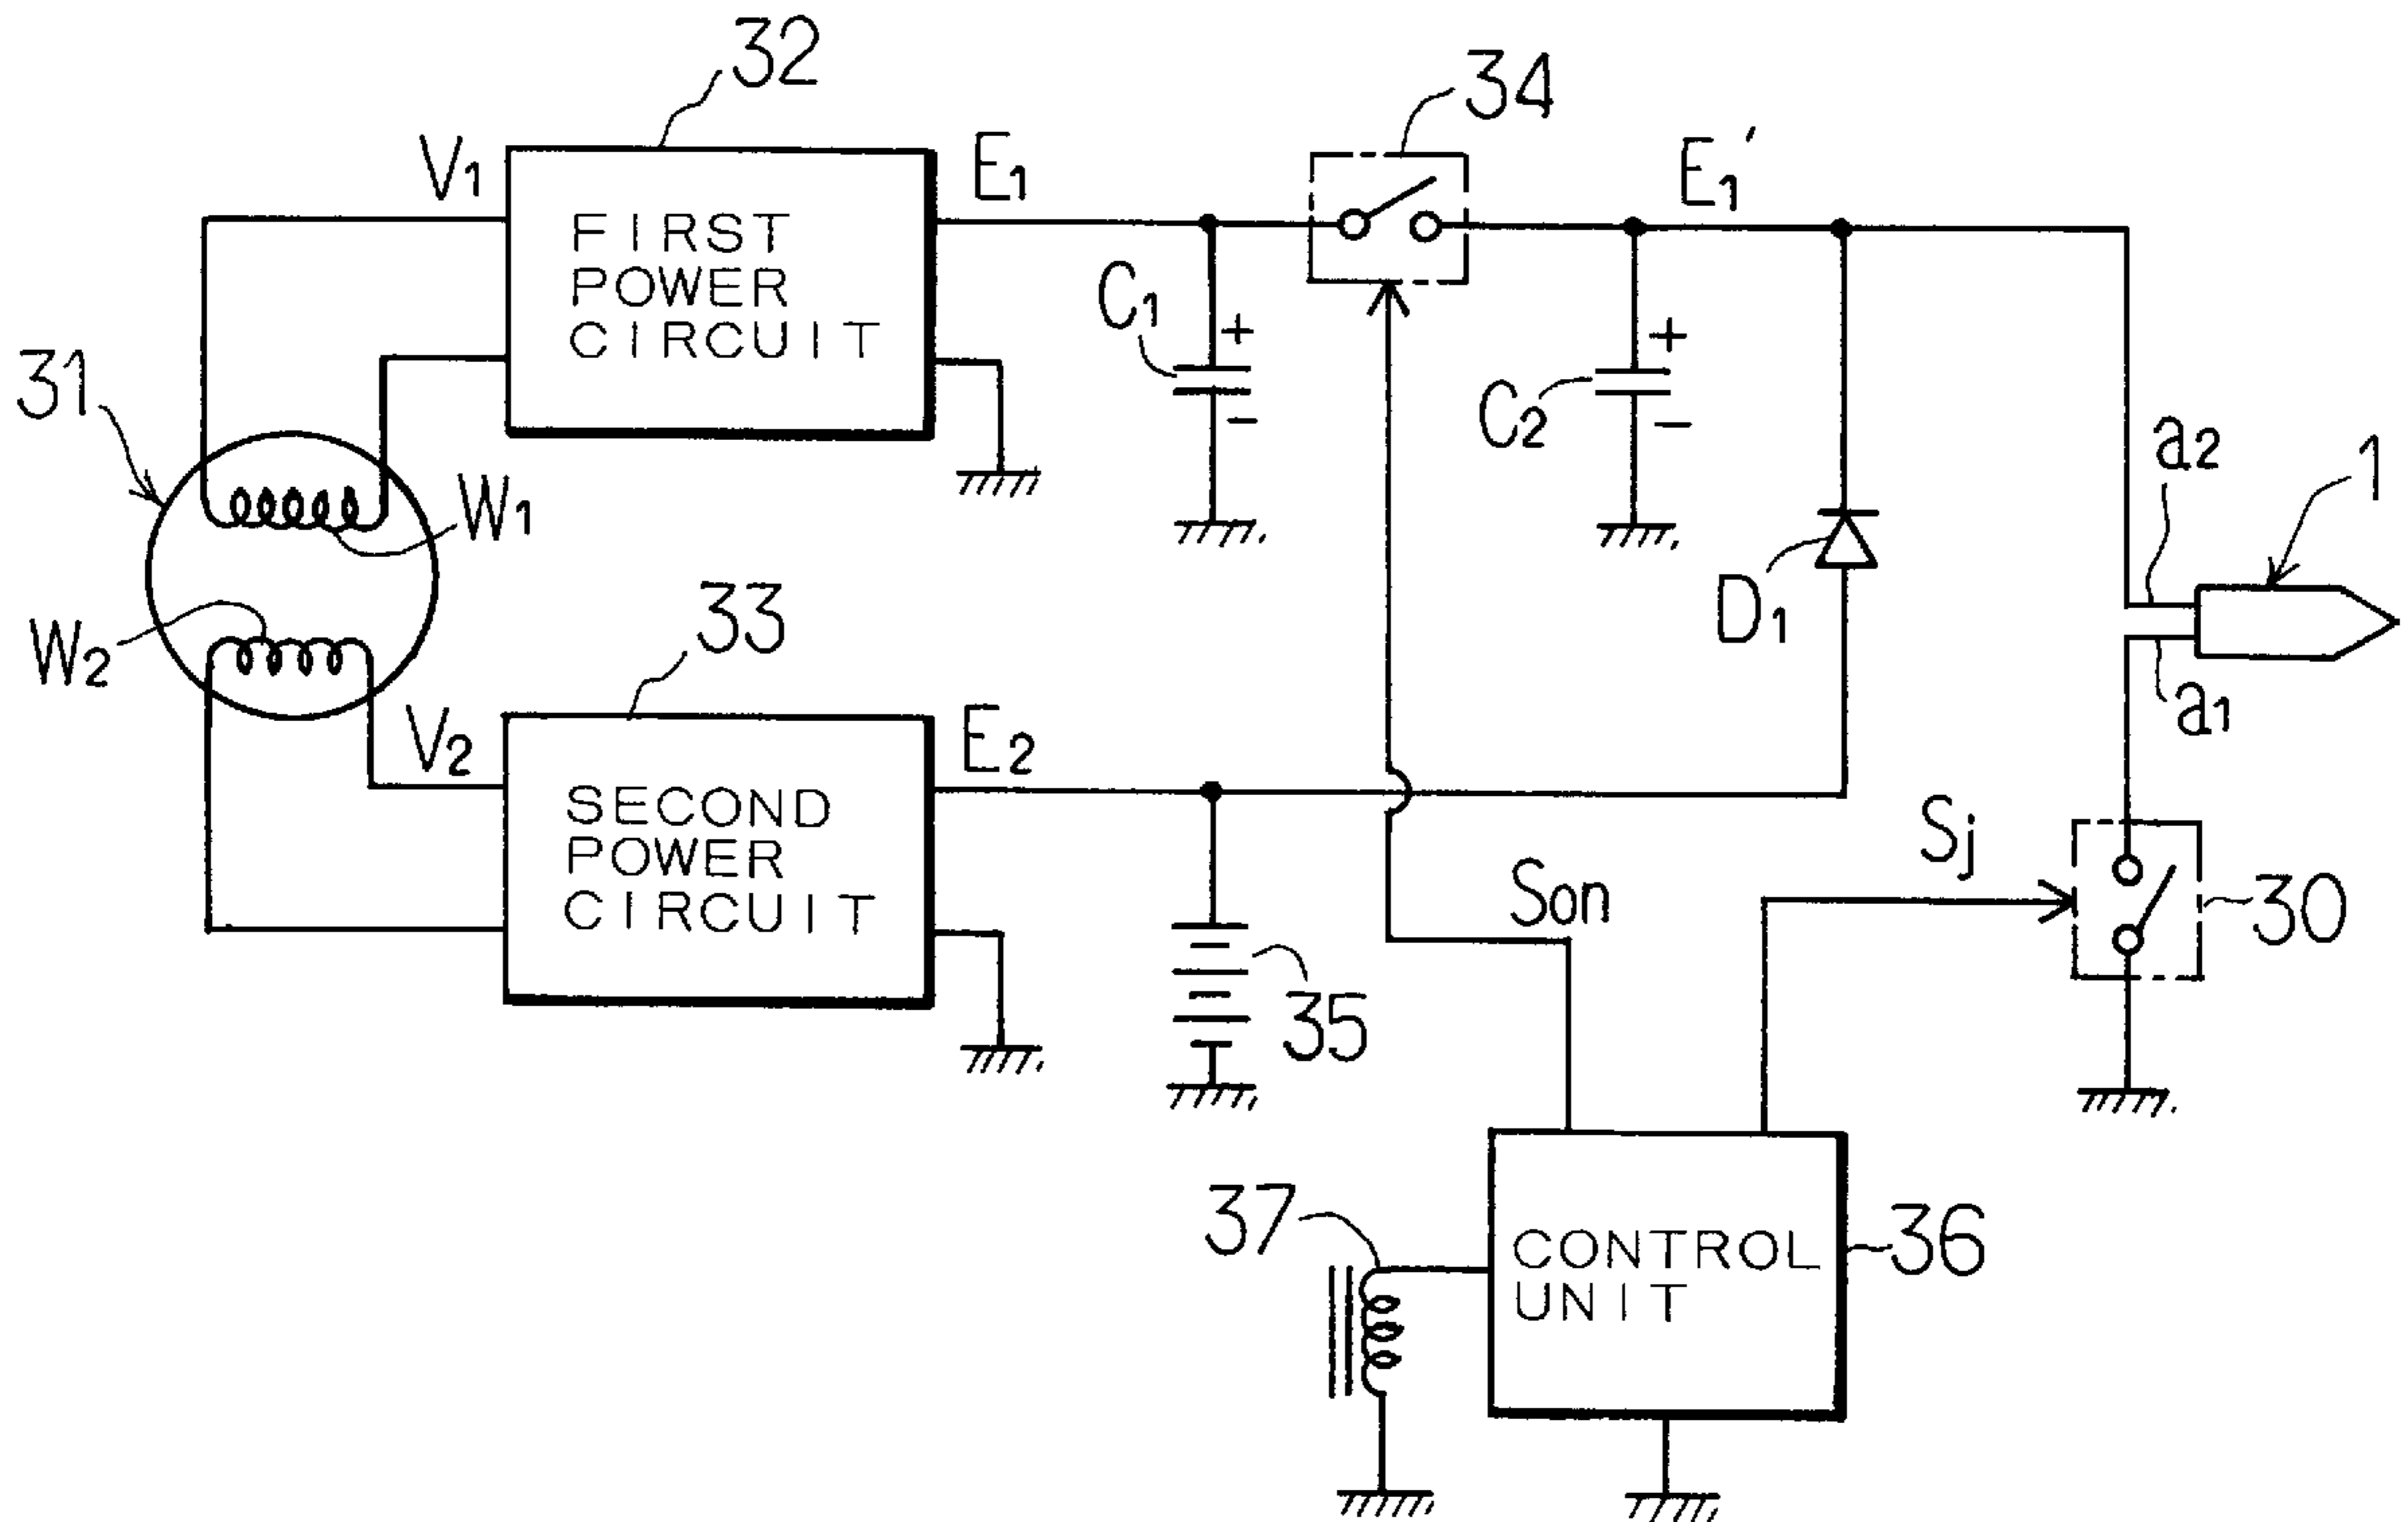 32
34
V1
E1
E1'
FIRST
POWER
CIRCUIT
C1
+
-
+
-
C2
31
a2
1
W1
D1
W2
33
a1
V2
E2
SECOND
POWER
CIRCUIT
Sj
Son
30
35
37
CONTROL
UNIT
36